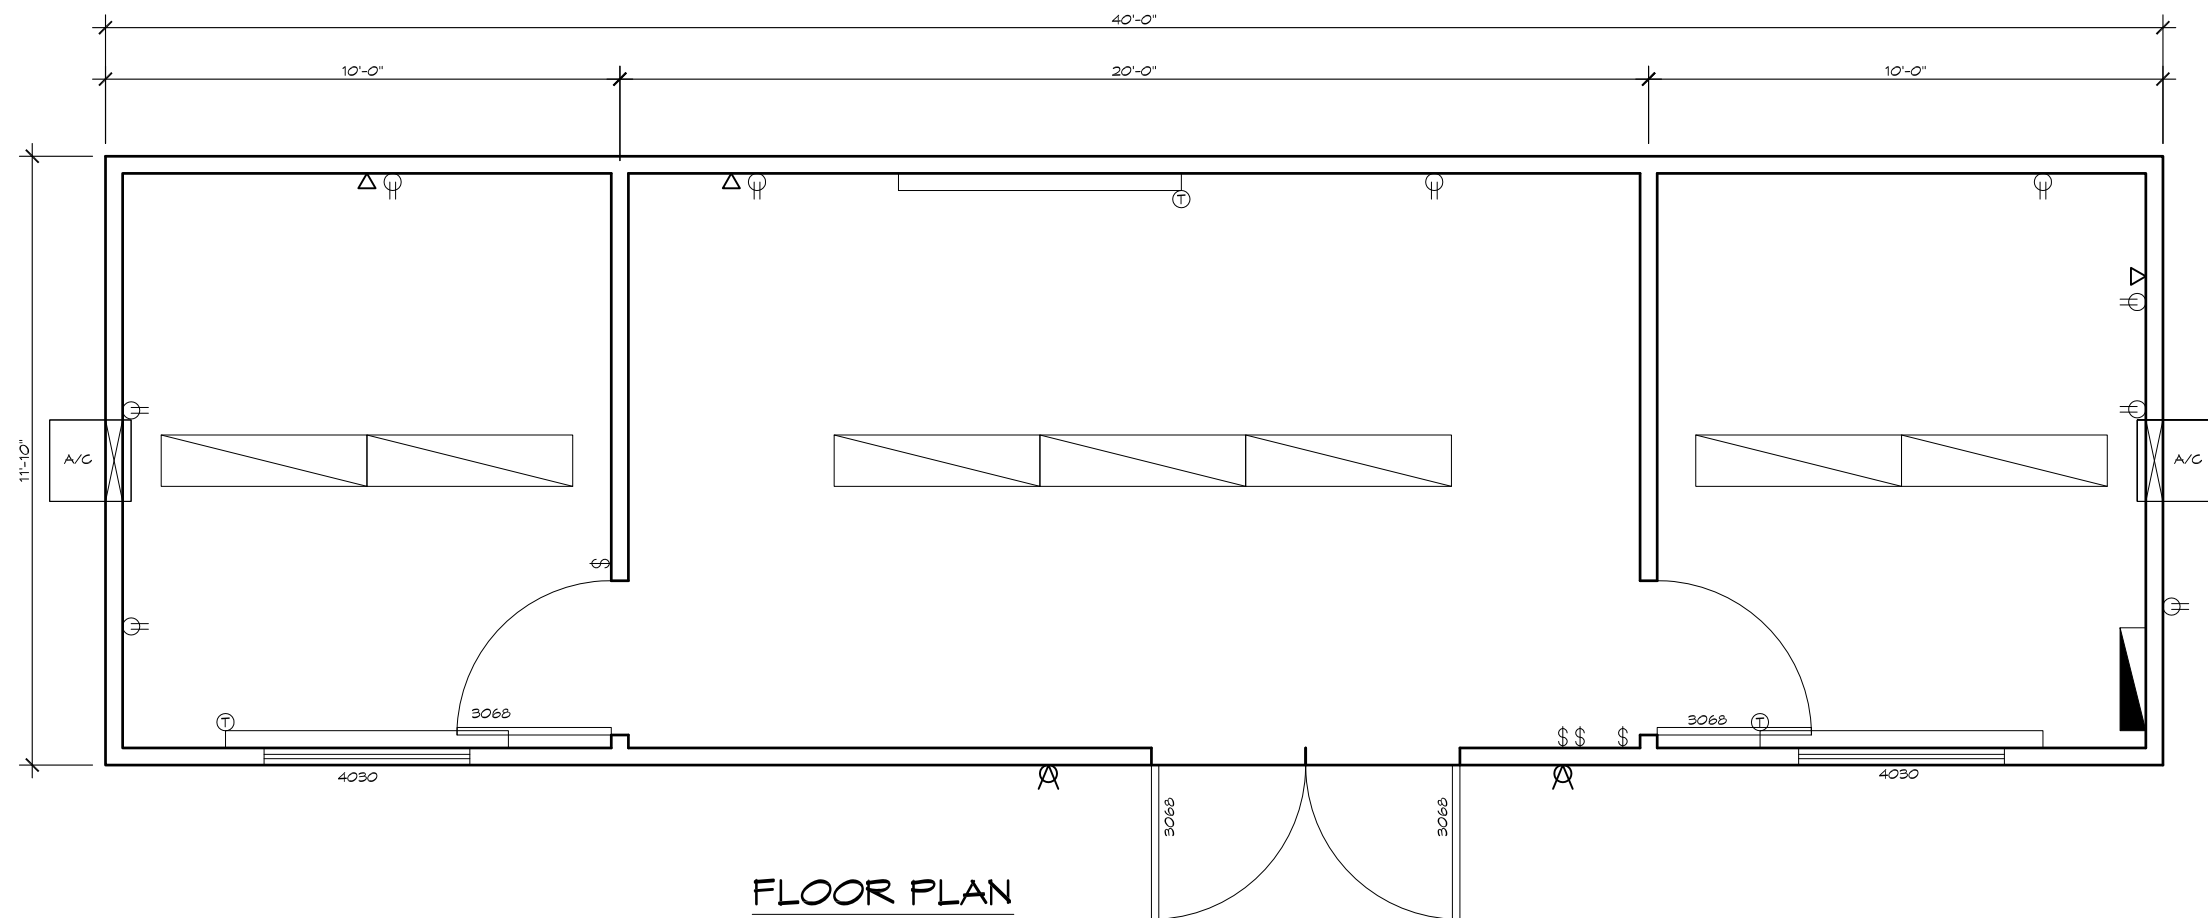 40'-0"
10'-0" 20'-0" 10'-0"
T
11'-10"
A/C A/C
$
3068 3068
T T
$ $ $
4030 4030
3068 3068
FLOOR PLAN